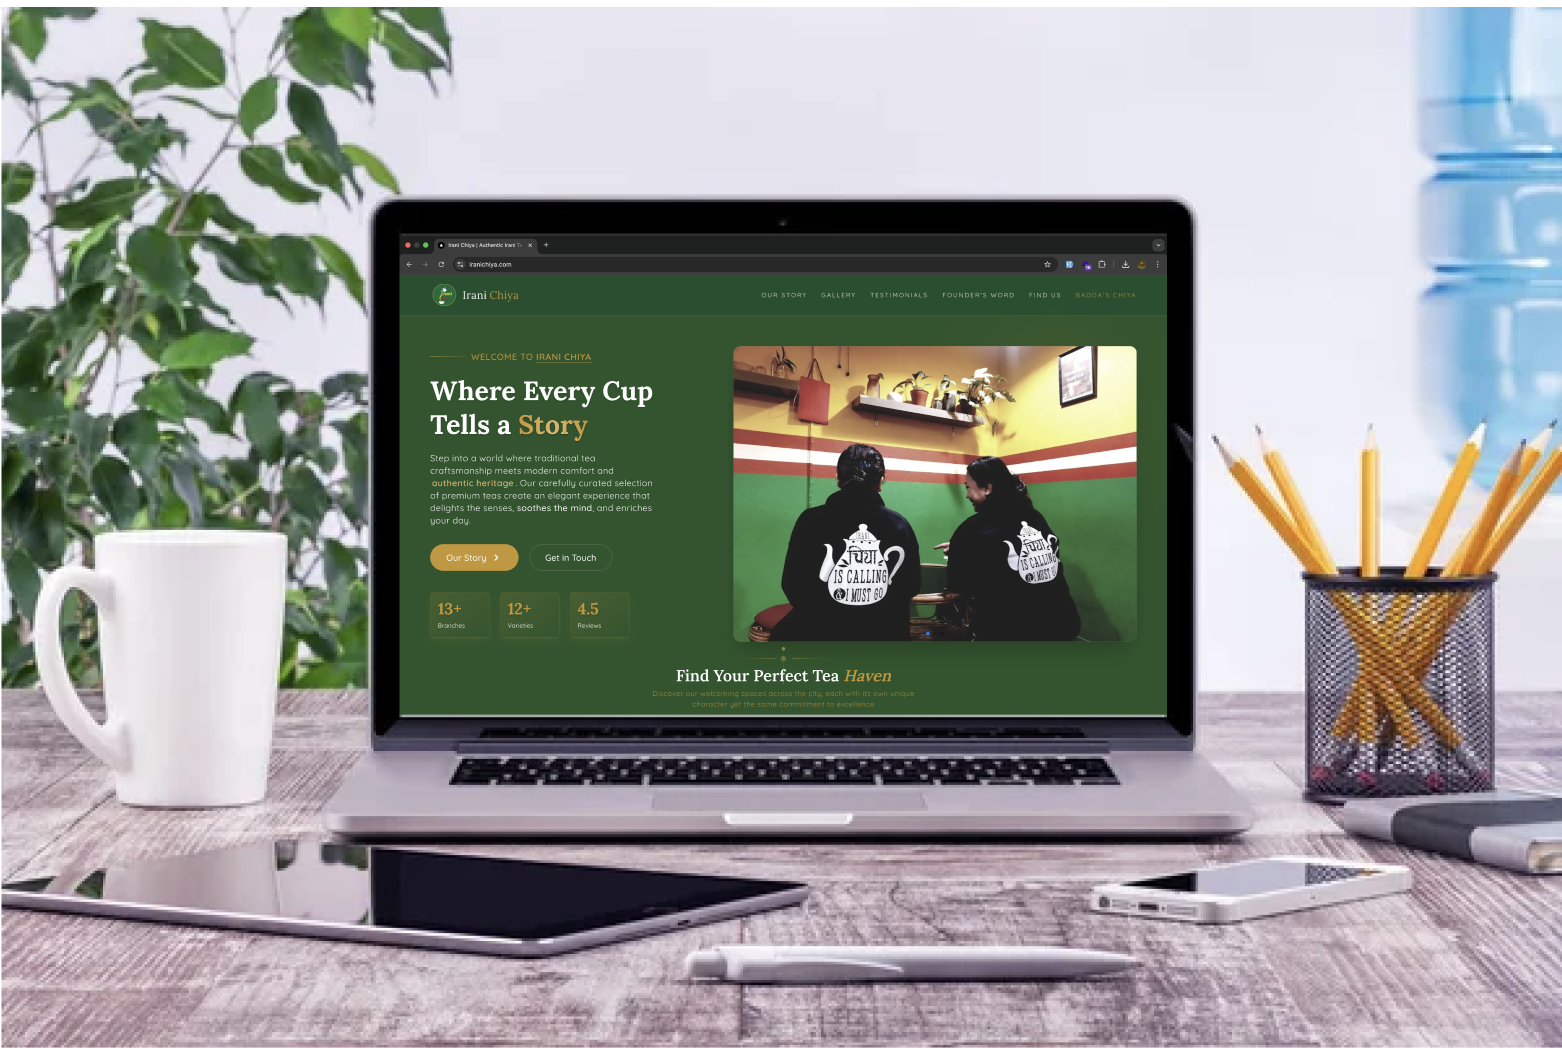 Irani Chiya | Authentic Irani
iranichiya.com
Irani Chiya
OUR STORY GALLERY TESTIMONIALS FOUNDER'S WORD FIND US BADDA'S CHIYA
WELCOME TO IRANI CHIYA
Where Every Cup
Tells a Story
Step into a world where traditional tea
craftsmanship meets modern comfort and
authentic heritage. Our carefully curated selection
of premium teas create an elegant experience that
delights the senses, soothes the mind, and enriches
your day.
Our Story
Get in Touch
13+
Branches
12+
Varieties
4.5
Reviews
चिया
IS CALLING
& I MUST GO
चिया
IS CALLING
& I MUST GO
Find Your Perfect Tea Haven
Discover our welcoming spaces across the city, each with its own unique
character yet the same commitment to excellence